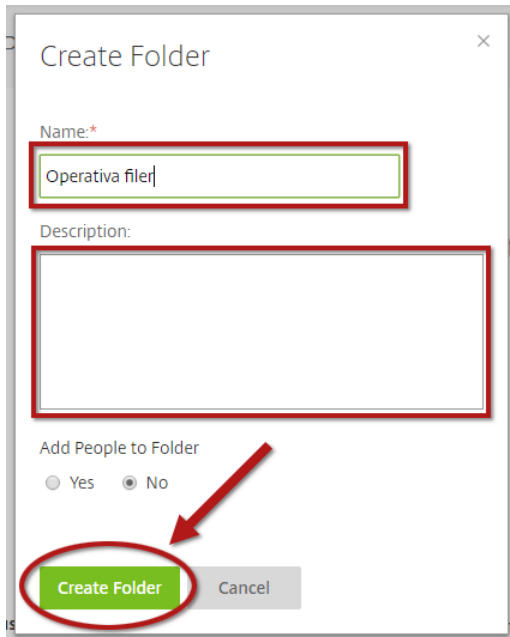 Create Folder
×
Name:*
Operativa filer
Description:
Add People to Folder
Yes No
Create Folder Cancel